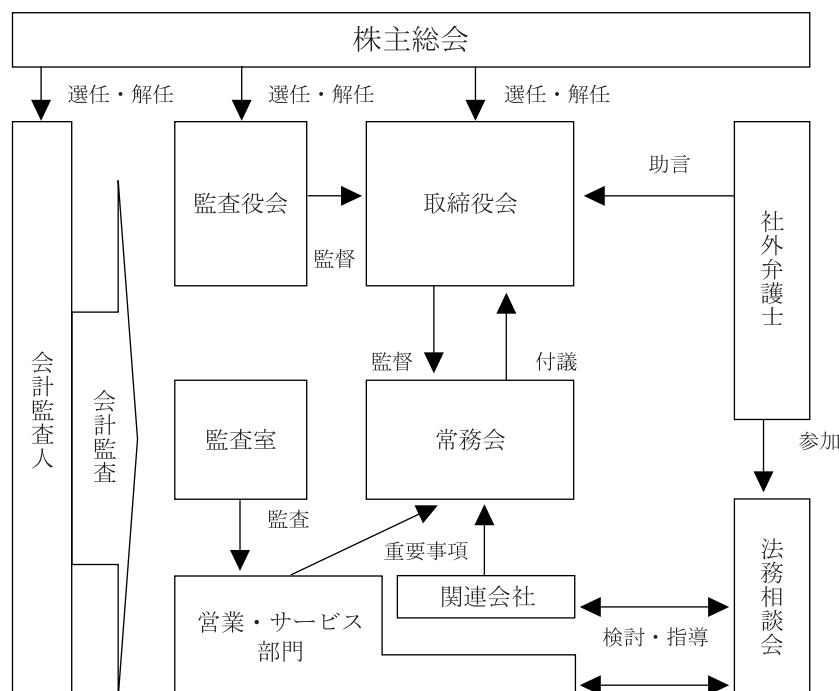 株主総会
選任・解任
選任・解任
選任・解任
監査役会
取締役会
助言
社外弁護士
監督
会計監査人
会計監査
監督
付議
監査室
常務会
参加
監査
重要事項
法務相談会
関連会社
営業・サービス
部門
検討・指導